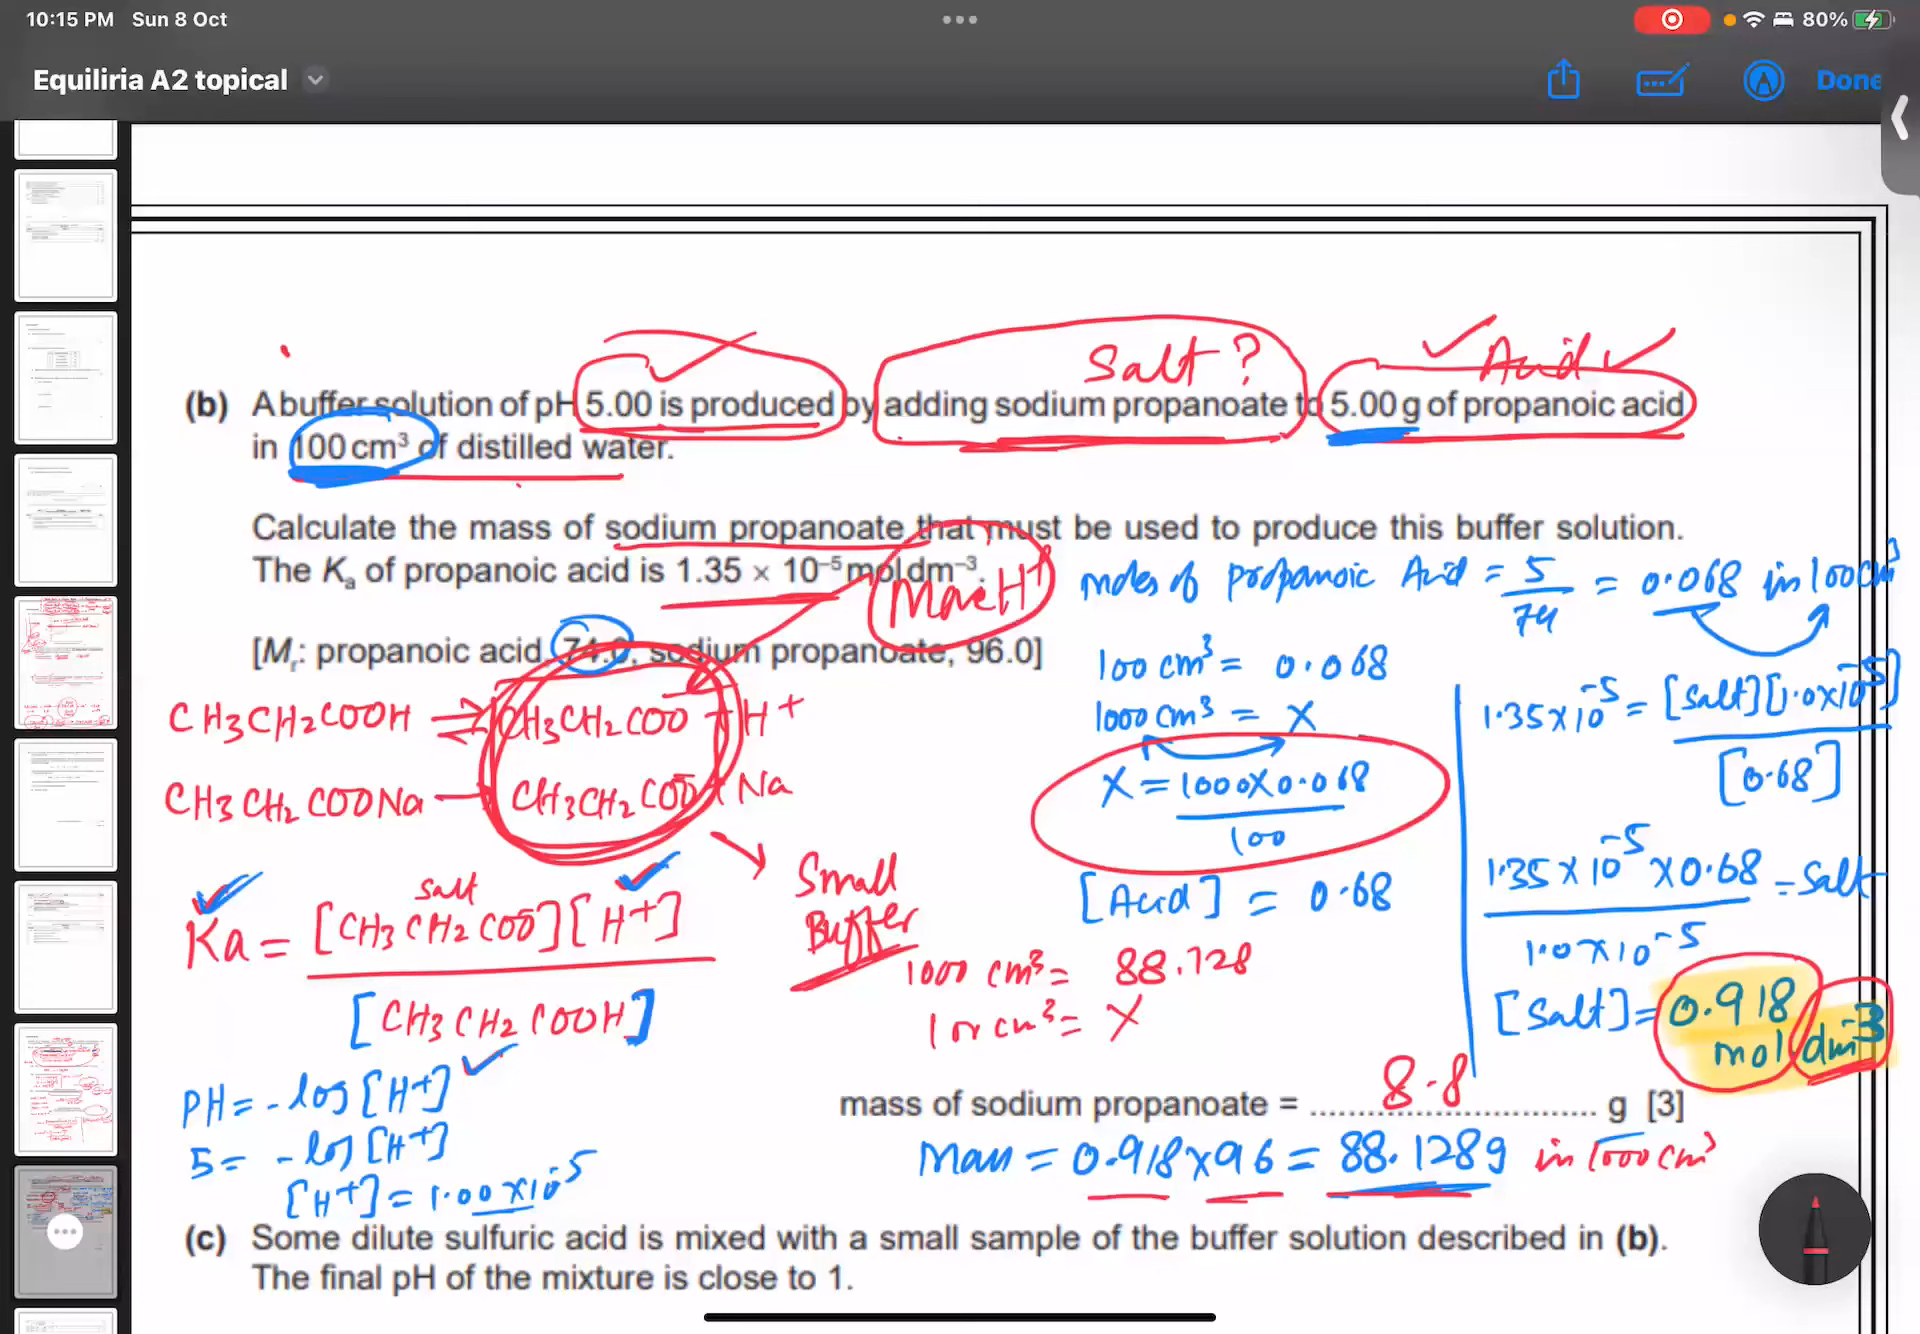 10:15 PM Sun 8 Oct
80%
Equiliria A2 topical
Done
Salt ?
Acid
(b) A buffer solution of pH 5.00 is produced by adding sodium propanoate to 5.00 g of propanoic acid
in 100 cm³ of distilled water.
Calculate the mass of sodium propanoate that must be used to produce this buffer solution.
The Kₐ of propanoic acid is 1.35 × 10⁻⁵ mol dm⁻³.
More H⁺
[Mᵣ: propanoic acid, 74.0; sodium propanoate, 96.0]
moles of propanoic Acid = 5/74 = 0.068 in 100cm³
100 cm³ = 0.068
1000 cm³ = X
X = 1000X0.068
100
[Acid] = 0.68
CH3CH2COOH ⇌ CH3CH2COO⁻ + H+
CH3CH2COONa → CH3CH2COO⁻ + Na
Small
Buffer
salt
Ka = [CH3CH2COO⁻][H+]
[CH3CH2COOH]
PH = -log[H+]
5 = -log[H+]
[H+] = 1.00 X10⁻⁵
1.35 X 10⁻⁵ = [salt][1.0x10⁻⁵]
[0.68]
1.35 X 10⁻⁵ X 0.68 = Salt
1.0 X 10⁻⁵
[Salt] = 0.918
mol dm⁻³
1000 cm³ = 88.128
100 cm³ = X
mass of sodium propanoate = 8.8 g [3]
Mass = 0.918 x 96 = 88.128g in 1000 cm³
(c) Some dilute sulfuric acid is mixed with a small sample of the buffer solution described in (b).
The final pH of the mixture is close to 1.